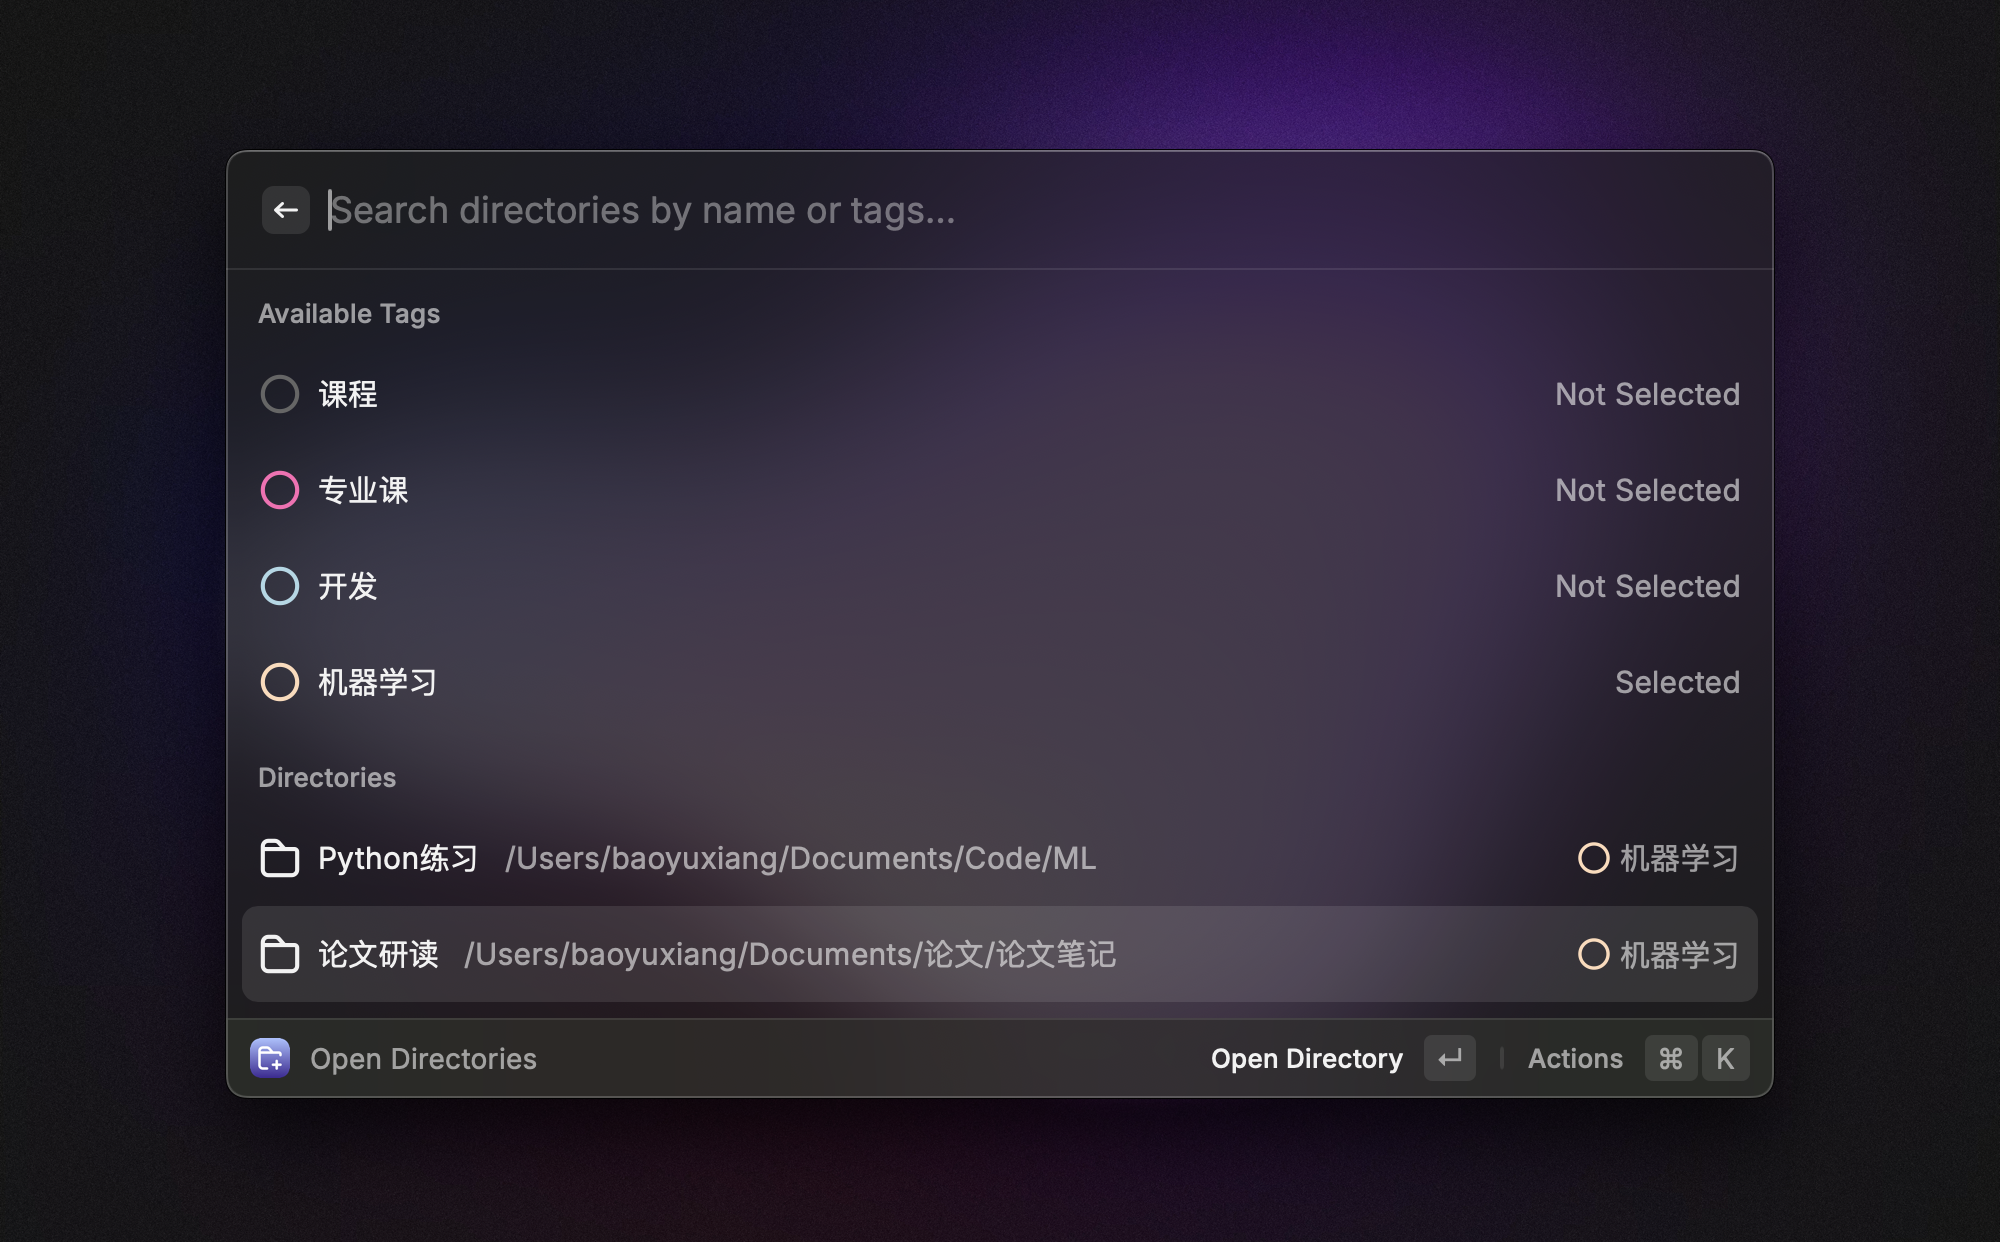 Search directories by name or tags...
Available Tags
课程 Not Selected
专业课 Not Selected
开发 Not Selected
机器学习 Selected
Directories
Python练习 /Users/baoyuxiang/Documents/Code/ML 机器学习
论文研读 /Users/baoyuxiang/Documents/论文/论文笔记 机器学习
Open Directories Open Directory ↵ Actions ⌘ K